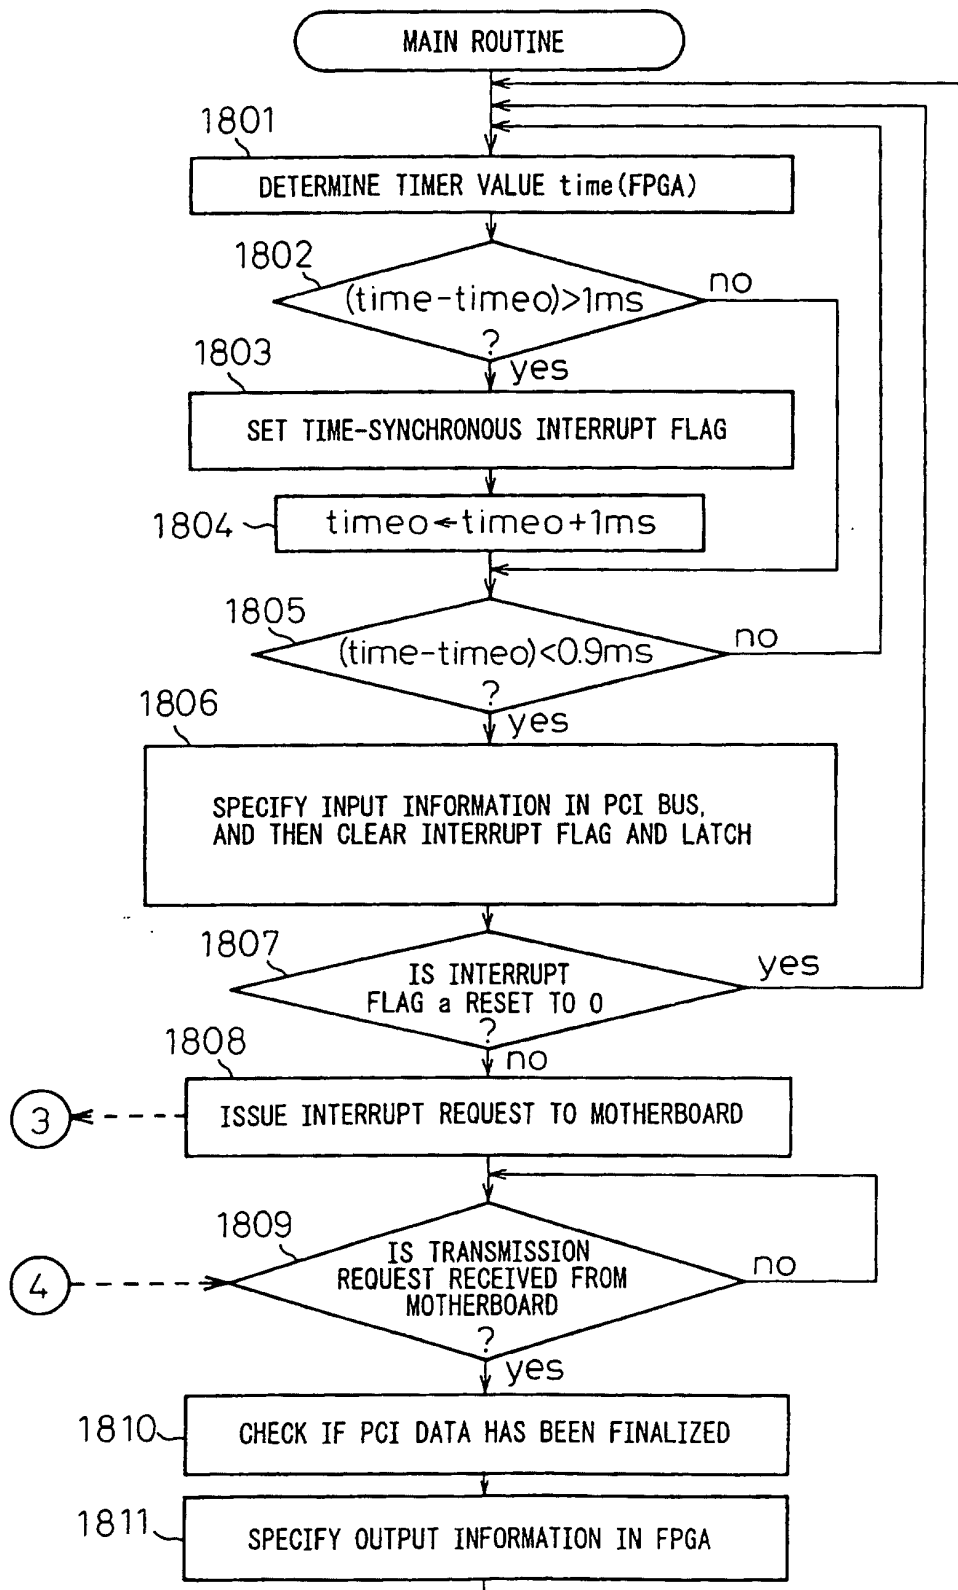 MAIN ROUTINE
1801
DETERMINE TIMER VALUE time(FPGA)
1802
(time-timeo)>1ms
?
no
yes
1803
SET TIME-SYNCHRONOUS INTERRUPT FLAG
1804
timeo←timeo+1ms
1805
(time-timeo)<0.9ms
?
no
yes
1806
SPECIFY INPUT INFORMATION IN PCI BUS,
AND THEN CLEAR INTERRUPT FLAG AND LATCH
1807
IS INTERRUPT
FLAG a RESET TO 0
?
yes
no
1808
ISSUE INTERRUPT REQUEST TO MOTHERBOARD
3
1809
IS TRANSMISSION
REQUEST RECEIVED FROM
MOTHERBOARD
?
no
4
yes
1810
CHECK IF PCI DATA HAS BEEN FINALIZED
1811
SPECIFY OUTPUT INFORMATION IN FPGA